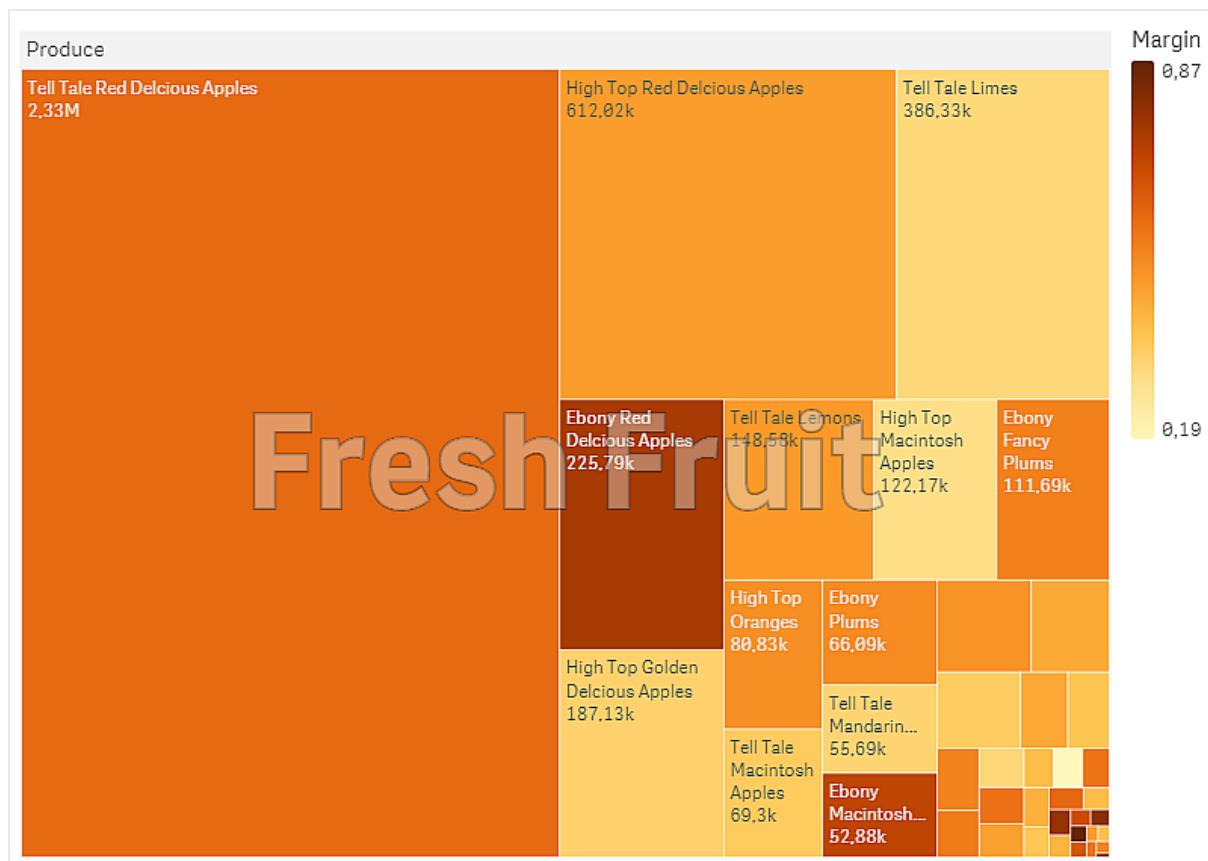 Produce
Margin
0,87
0,19
Tell Tale Red Delcious Apples
2,33M
High Top Red Delcious Apples
612,02k
Tell Tale Limes
386,33k
Ebony Red
Delcious Apples
225,79k
Tell Tale Lemons
148,58k
High Top
Macintosh
Apples
122,17k
Ebony
Fancy
Plums
111,69k
Fresh Fruit
High Top
Oranges
80,83k
Ebony
Plums
66,09k
High Top Golden
Delcious Apples
187,13k
Tell Tale
Mandarin...
55,69k
Tell Tale
Macintosh
Apples
69,3k
Ebony
Macintosh...
52,88k